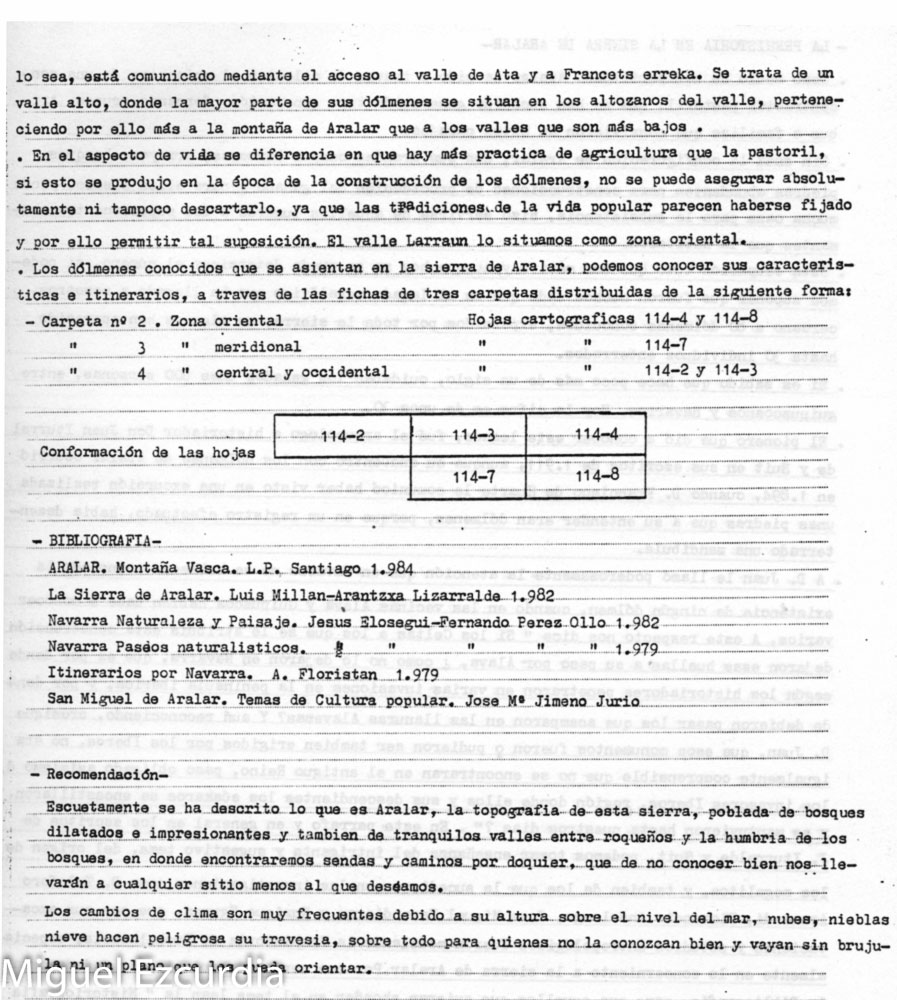 lo sea, está comunicado mediante el acceso al valle de Ata y a Francets erreka. Se trata de un
valle alto, donde la mayor parte de sus dólmenes se situan en los altozanos del valle, pertene-
ciendo por ello más a la montaña de Aralar que a los valles que son más bajos .
. En el aspecto de vida se diferencia en que hay más practica de agricultura que la pastoril,
si esto se produjo en la época de la construcción de los dólmenes, no se puede asegurar absolu-
tamente ni tampoco descartarlo, ya que las tradiciones de la vida popular parecen haberse fijado
y por ello permitir tal suposición. El valle Larraun lo situamos como zona oriental.
. Los dólmenes conocidos que se asientan en la sierra de Aralar, podemos conocer sus caracteris-
ticas e itinerarios, a traves de las fichas de tres carpetas distribuidas de la siguiente forma:
- Carpeta nº 2 . Zona oriental Hojas cartograficas 114-4 y 114-8
" 3 " meridional " " 114-7
" 4 " central y occidental " " 114-2 y 114-3
114-2 114-3 114-4
Conformación de las hojas
114-7 114-8
- BIBLIOGRAFIA-
ARALAR. Montaña Vasca. L.P. Santiago 1.984
La Sierra de Aralar. Luis Millan-Arantzxa Lizarralde 1.982
Navarra Naturaleza y Paisaje. Jesus Elosegui-Fernando Perez Ollo 1.982
Navarra Paséos naturalisticos. " " " " 1.979
Itinerarios por Navarra. A. Floristan 1.979
San Miguel de Aralar. Temas de Cultura popular. Jose Mª Jimeno Jurio
- Recomendación-
Escuetamente se ha descrito lo que es Aralar, la topografia de esta sierra, poblada de bosques
dilatados e impresionantes y tambien de tranquilos valles entre roqueños y la humbria de los
bosques, en donde encontraremos sendas y caminos por doquier, que de no conocer bien nos lle-
varán a cualquier sitio menos al que deséamos.
Los cambios de clima son muy frecuentes debido a su altura sobre el nivel del mar, nubes, nieblas
nieve hacen peligrosa su travesia, sobre todo para quienes no la conozcan bien y vayan sin bruju-
la ni un plano que los pueda orientar.
Miguel Ezcurdia